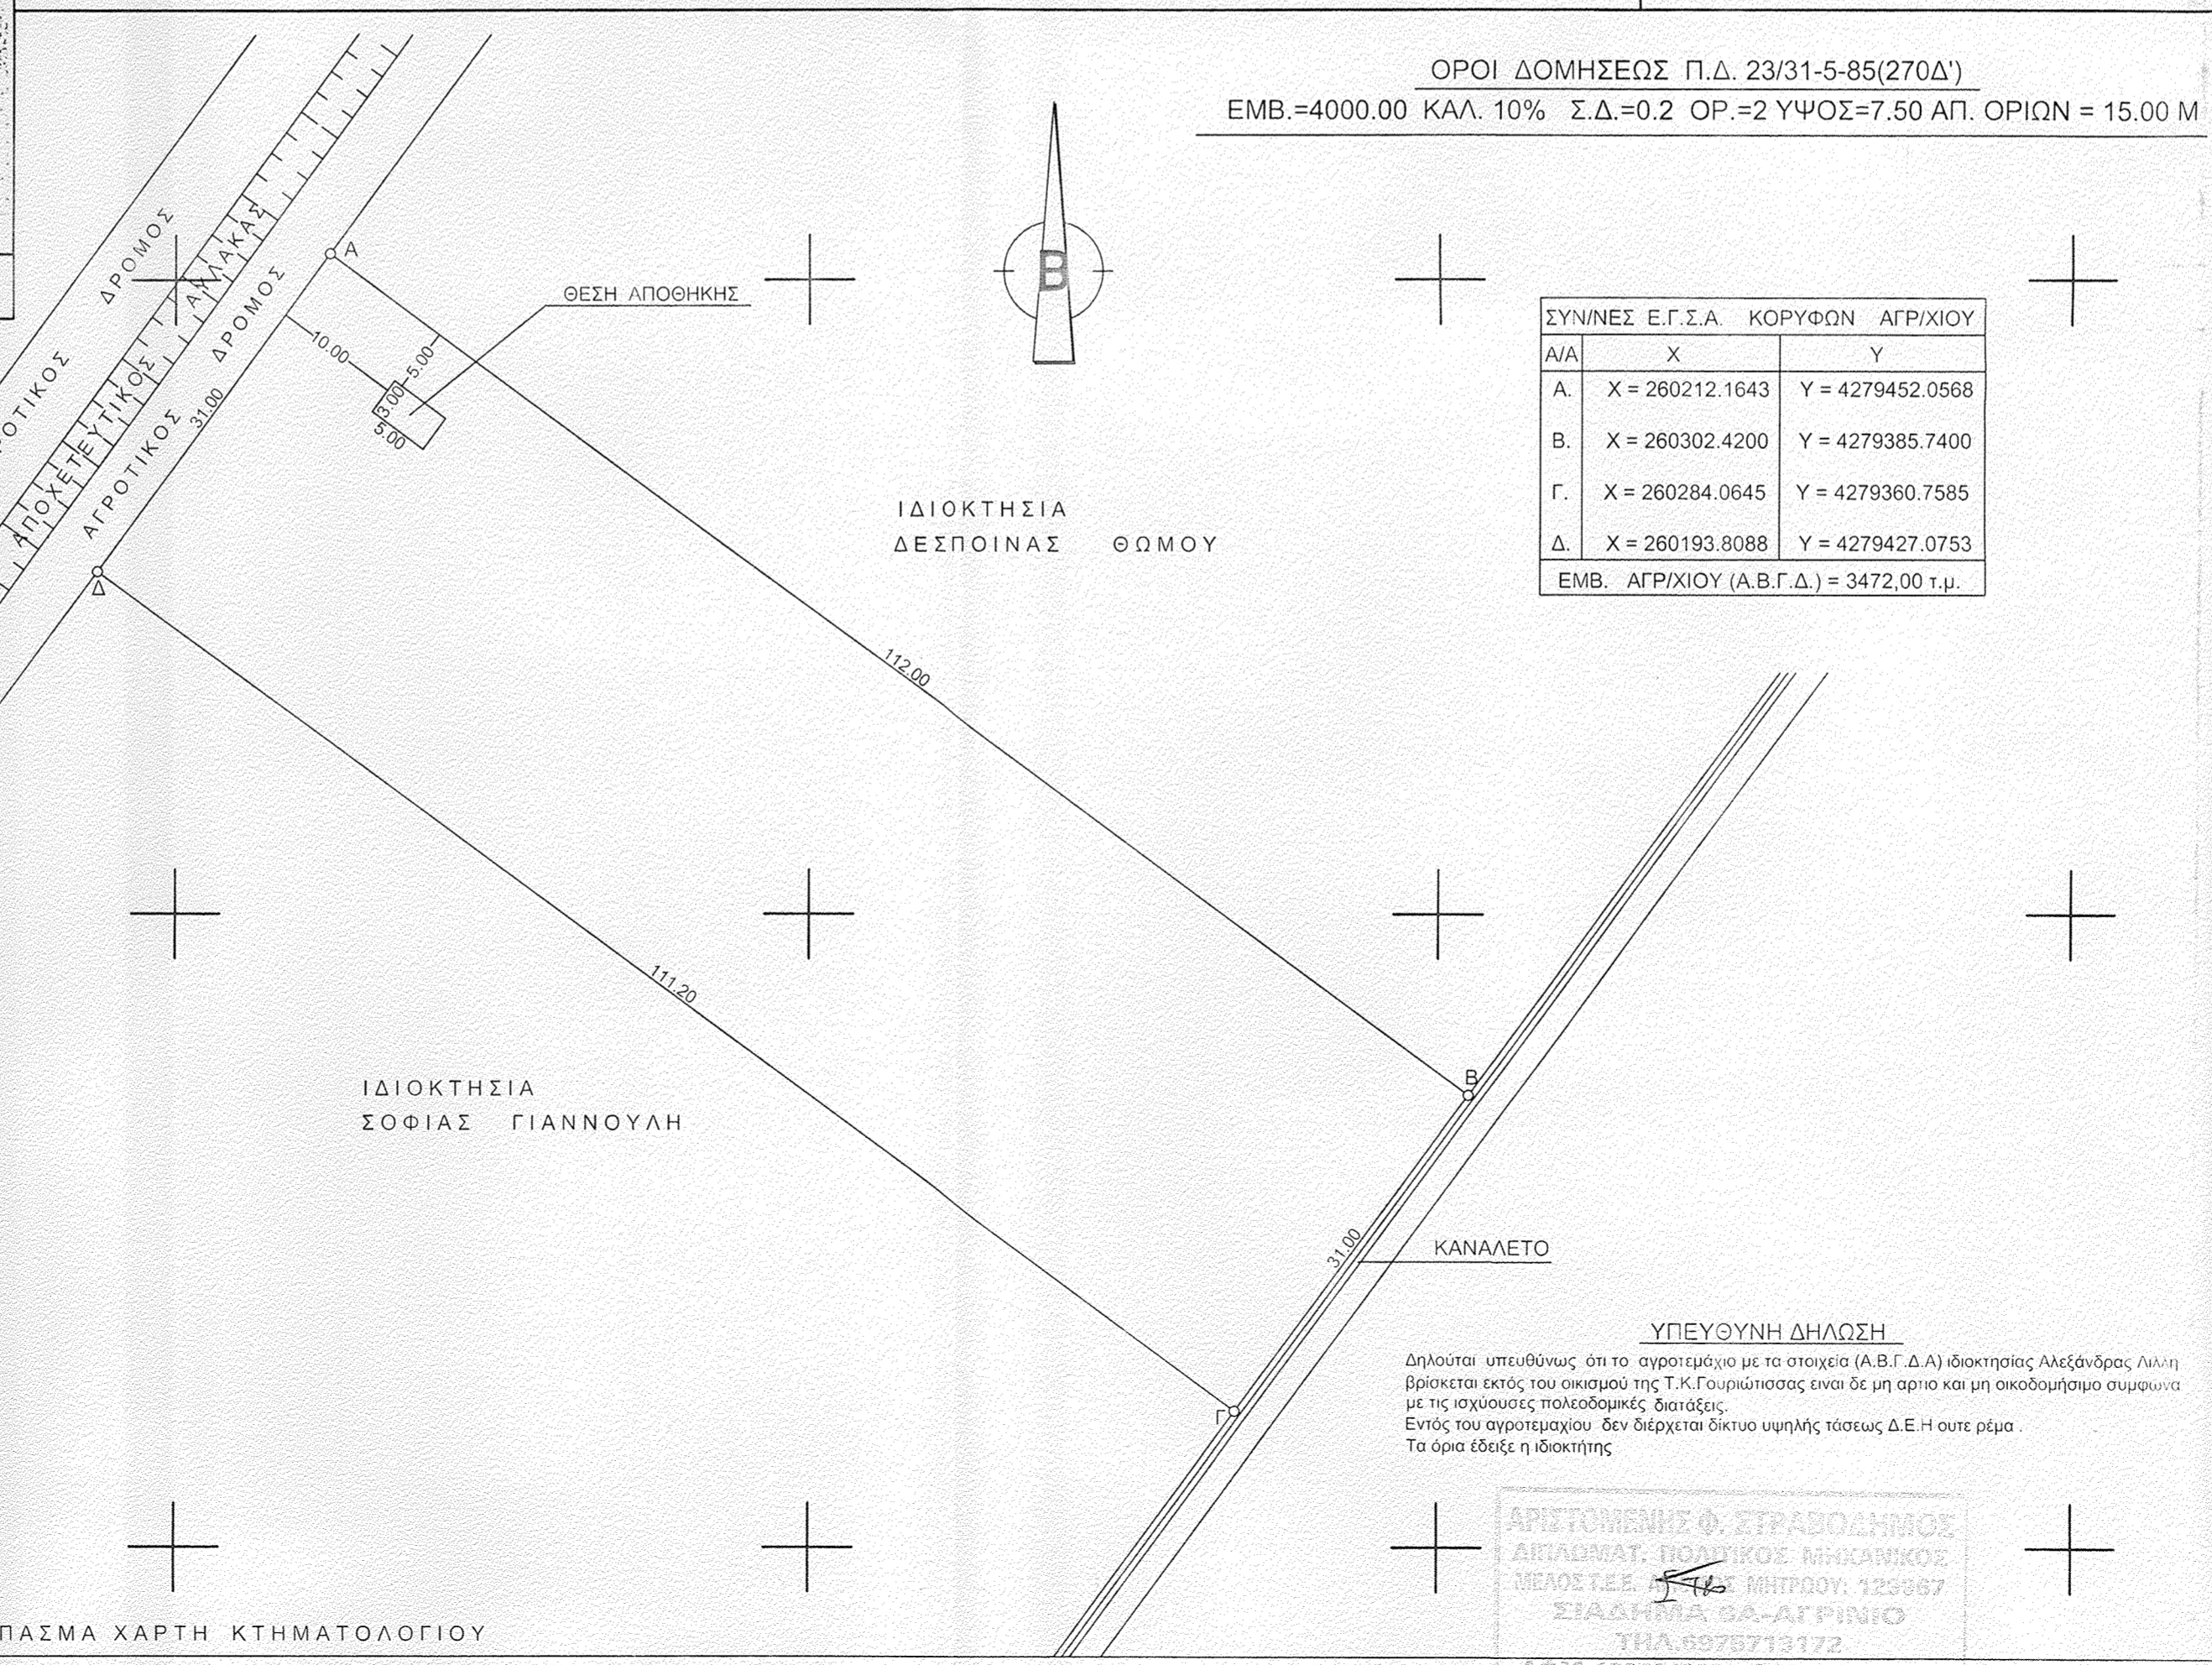 ΟΡΟΙ ΔΟΜΗΣΕΩΣ Π.Δ. 23/31-5-85(270Δ')
ΕΜΒ.=4000.00 ΚΑΛ. 10% Σ.Δ.=0.2 ΟΡ.=2 ΥΨΟΣ=7.50 ΑΠ. ΟΡΙΩΝ = 15.00 Μ
Β
ΔΡΟΜΟΣ
ΡΟΤΙΚΟΣ
ΑΠΟΧΕΤΕΥΤΙΚΟΣ ΑΥΛΑΚΑΣ
ΑΓΡΟΤΙΚΟΣ ΔΡΟΜΟΣ
31.00
Α
ΘΕΣΗ ΑΠΟΘΗΚΗΣ
10.00
5.00
3.00
5.00
Δ
ΣΥΝ/ΝΕΣ Ε.Γ.Σ.Α. ΚΟΡΥΦΩΝ ΑΓΡ/ΧΙΟΥ
Α/Α Χ Υ
Α. Χ = 260212.1643 Υ = 4279452.0568
Β. Χ = 260302.4200 Υ = 4279385.7400
Γ. Χ = 260284.0645 Υ = 4279360.7585
Δ. Χ = 260193.8088 Υ = 4279427.0753
ΕΜΒ. ΑΓΡ/ΧΙΟΥ (Α.Β.Γ.Δ.) = 3472,00 τ.μ.
ΙΔΙΟΚΤΗΣΙΑ
ΔΕΣΠΟΙΝΑΣ ΘΩΜΟΥ
112.00
111.20
ΙΔΙΟΚΤΗΣΙΑ
ΣΟΦΙΑΣ ΓΙΑΝΝΟΥΛΗ
Β
31.00
ΚΑΝΑΛΕΤΟ
Γ
ΥΠΕΥΘΥΝΗ ΔΗΛΩΣΗ
Δηλούται υπευθύνως ότι το αγροτεμάχιο με τα στοιχεία (Α.Β.Γ.Δ.Α) ιδιοκτησίας Αλεξάνδρας Λιλλη
βρίσκεται εκτός του οικισμού της Τ.Κ.Γουριώτισσας ειναι δε μη αρτιο και μη οικοδομήσιμο συμφωνα
με τις ισχύουσες πολεοδομικές διατάξεις.
Εντός του αγροτεμαχίου δεν διέρχεται δίκτυο υψηλής τάσεως Δ.Ε.Η ουτε ρέμα .
Τα όρια έδειξε η ιδιοκτήτης
ΑΡΙΣΤΟΜΕΝΗΣ Φ. ΣΤΡΑΒΟΔΗΜΟΣ
ΔΙΠΛΩΜΑΤ. ΠΟΛΙΤΙΚΟΣ ΜΗΧΑΝΙΚΟΣ
ΜΕΛΟΣ Τ.Ε.Ε. ΜΗΤΡΩΟΥ: 129967
ΣΙΑΔΗΜΑ 6Α-ΑΓΡΙΝΙΟ
ΤΗΛ.6975713172
ΠΑΣΜΑ ΧΑΡΤΗ ΚΤΗΜΑΤΟΛΟΓΙΟΥ